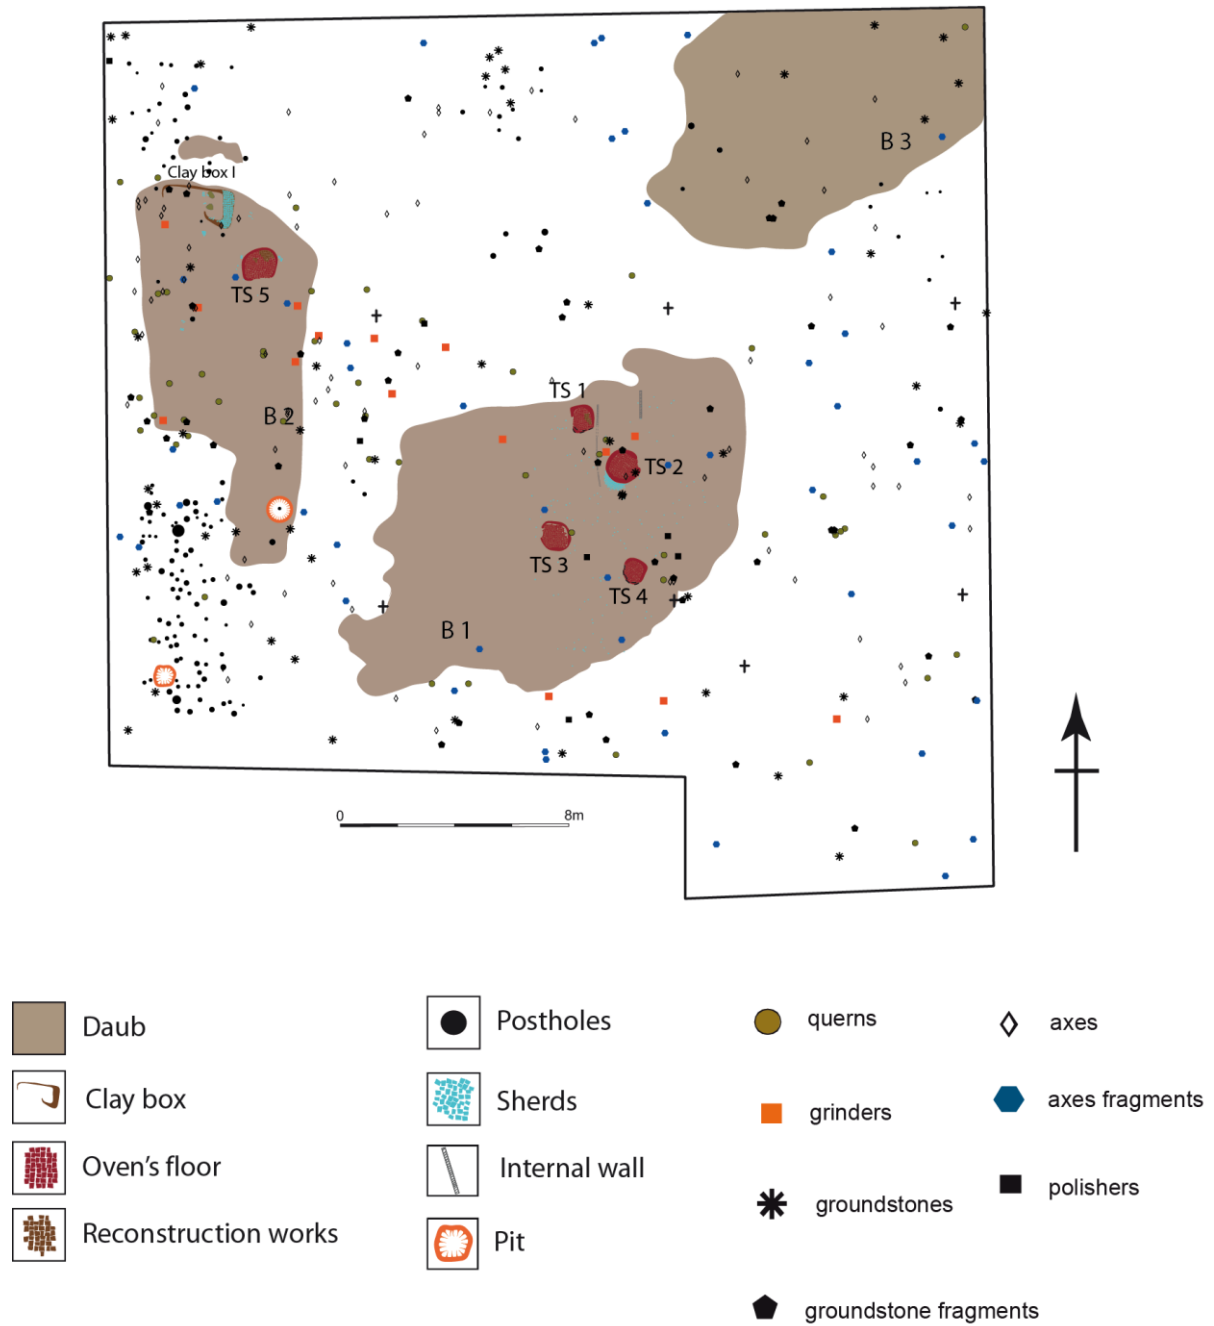 B 3
Clay box I
TS 5
TS 1
B 2
TS 2
TS 3
TS 4
B 1
0 8m
Daub
Postholes
querns
axes
Clay box
Sherds
grinders
axes fragments
Oven's floor
Internal wall
groundstones
polishers
Reconstruction works
Pit
groundstone fragments